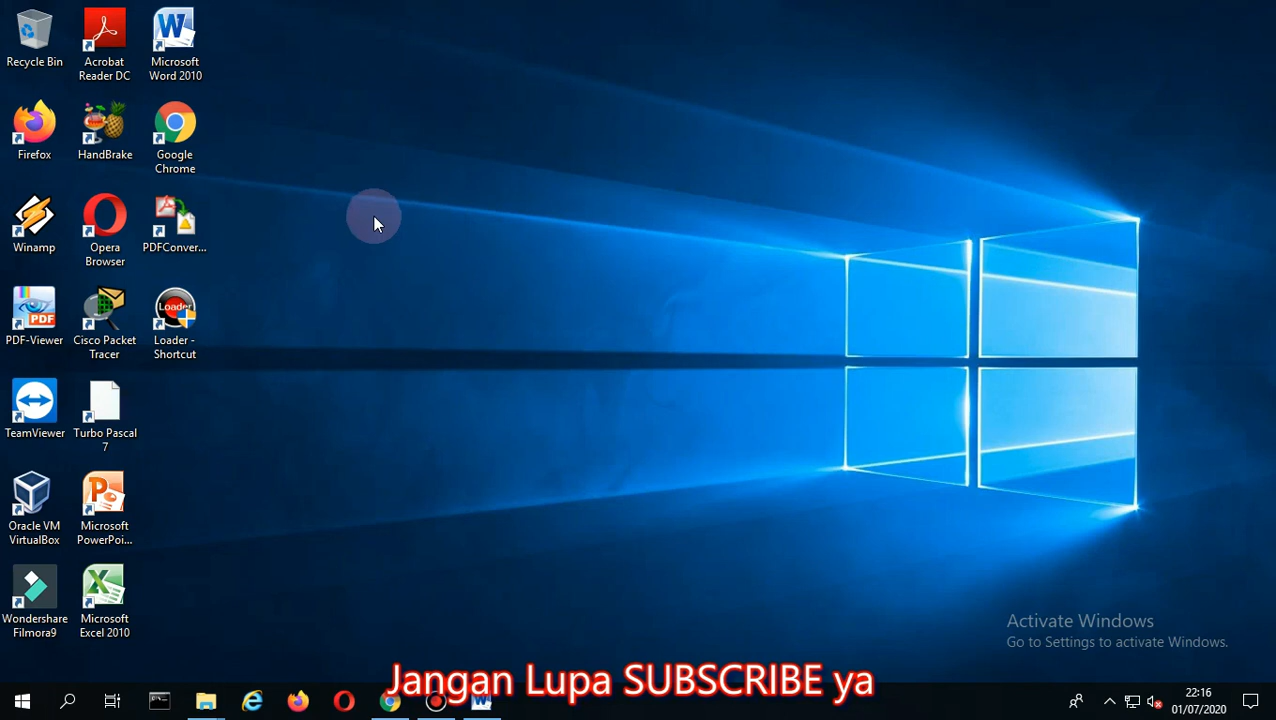 Recycle Bin
Acrobat
Reader DC
Microsoft
Word 2010
Firefox
HandBrake
Google
Chrome
Winamp
Opera
Browser
PDFConver...
PDF
PDF-Viewer
Cisco Packet
Tracer
Loader
Loader -
Shortcut
TeamViewer
Turbo Pascal
7
Oracle VM
VirtualBox
Microsoft
PowerPoi...
Wondershare
Filmora9
Microsoft
Excel 2010
Activate Windows
Go to Settings to activate Windows.
Jangan Lupa SUBSCRIBE ya
22:16
01/07/2020